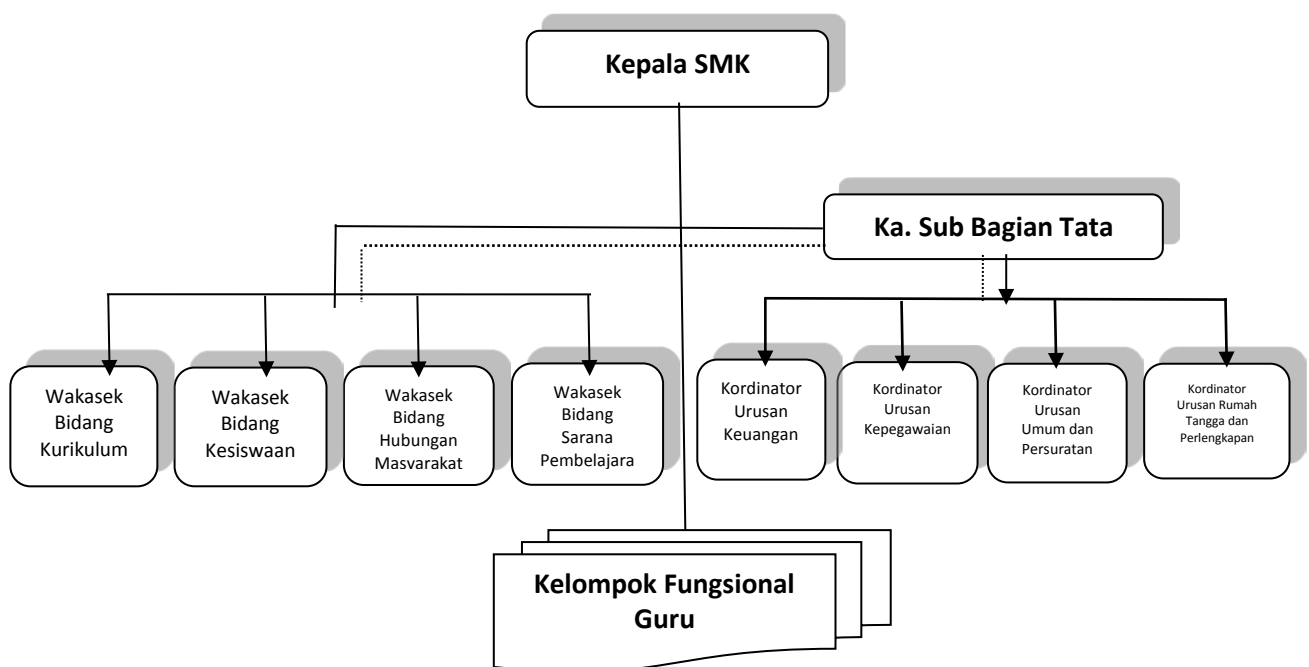 Kepala SMK
Ka. Sub Bagian Tata
Wakasek
Bidang
Kurikulum
Wakasek
Bidang
Kesiswaan
Wakasek
Bidang
Hubungan
Masvarakat
Wakasek
Bidang
Sarana
Pembelajara
Kordinator
Urusan
Keuangan
Kordinator
Urusan
Kepegawaian
Kordinator
Urusan
Umum dan
Persuratan
Kordinator
Urusan Rumah
Tangga dan
Perlengkapan
Kelompok Fungsional
Guru